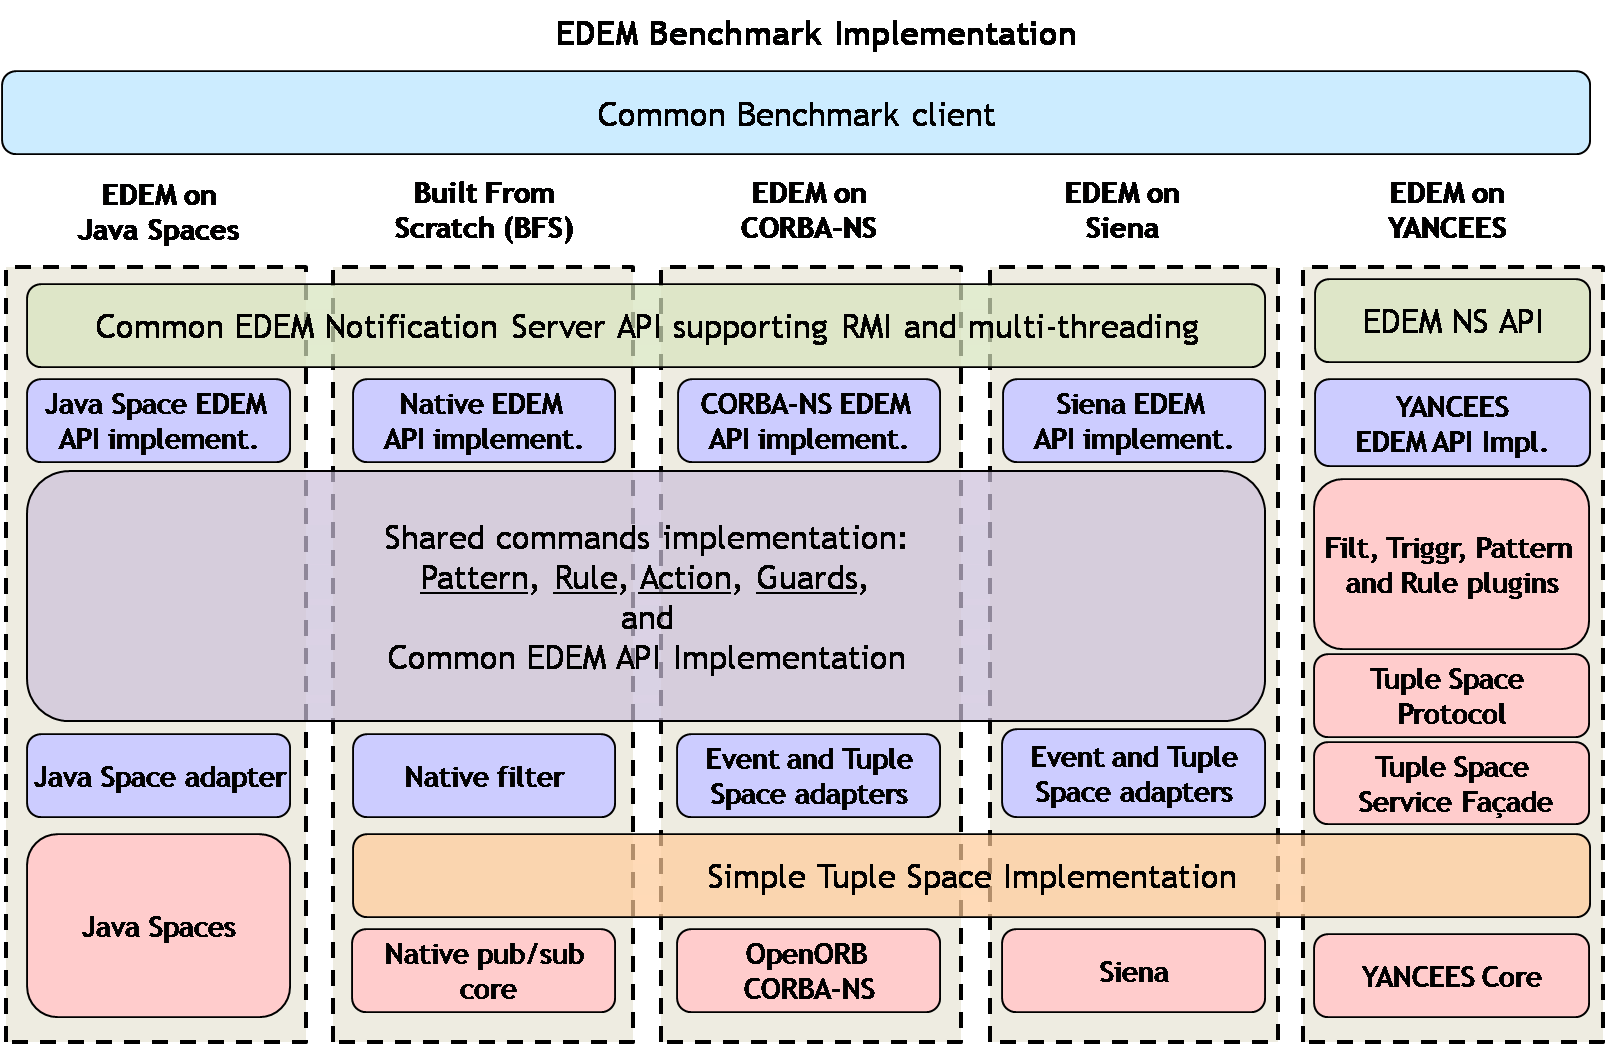 EDEM Benchmark Implementation
Common Benchmark client
EDEM on
Java Spaces
Built From
Scratch (BFS)
EDEM on
CORBA-NS
EDEM on
Siena
EDEM on
YANCEES
Common EDEM Notification Server API supporting RMI and multi-threading
EDEM NS API
Java Space EDEM
API implement.
Native EDEM
API implement.
CORBA-NS EDEM
API implement.
Siena EDEM
API implement.
YANCEES
EDEM API Impl.
Shared commands implementation:
Pattern, Rule, Action, Guards,
and
Common EDEM API Implementation
Filt, Triggr, Pattern
and Rule plugins
Tuple Space
Protocol
Java Space adapter
Native filter
Event and Tuple
Space adapters
Event and Tuple
Space adapters
Tuple Space
Service Façade
Simple Tuple Space Implementation
Java Spaces
Native pub/sub
core
OpenORB
CORBA-NS
Siena
YANCEES Core